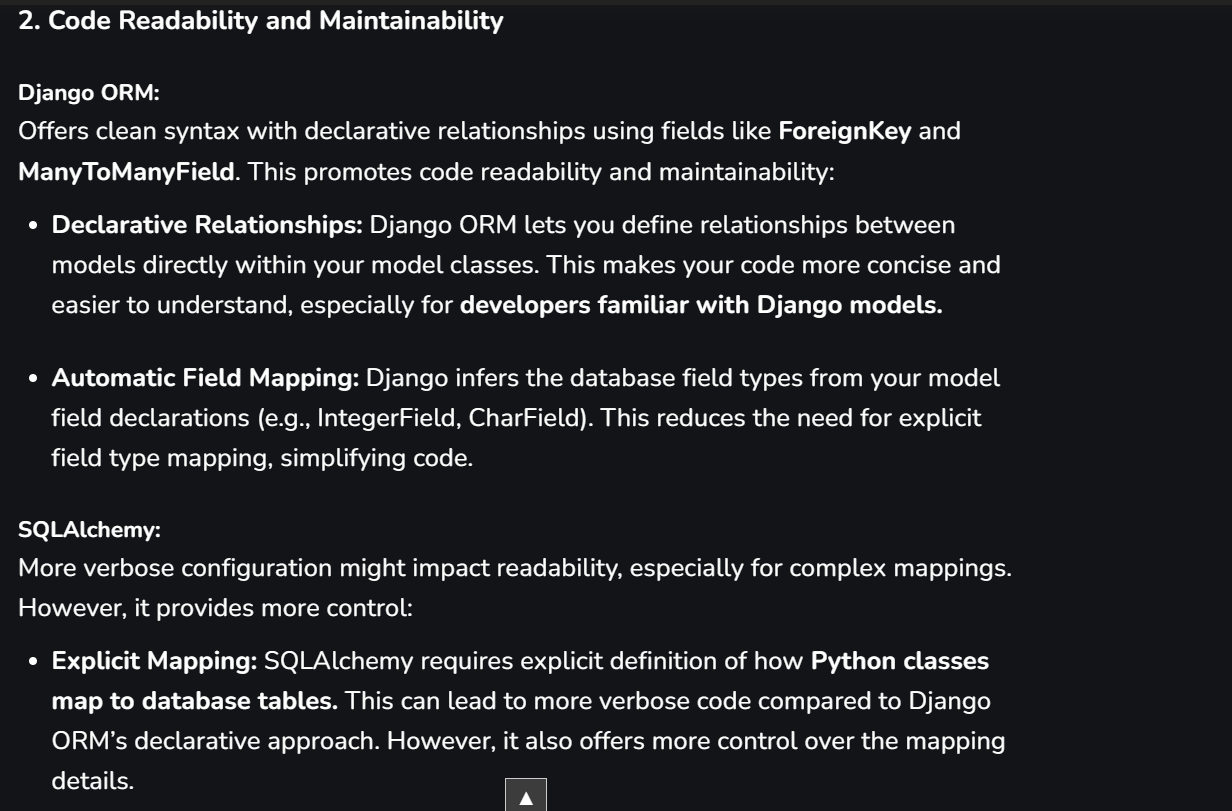 2. Code Readability and Maintainability
Django ORM:
Offers clean syntax with declarative relationships using fields like ForeignKey and
ManyToManyField. This promotes code readability and maintainability:
• Declarative Relationships: Django ORM lets you define relationships between
models directly within your model classes. This makes your code more concise and
easier to understand, especially for developers familiar with Django models.
• Automatic Field Mapping: Django infers the database field types from your model
field declarations (e.g., IntegerField, CharField). This reduces the need for explicit
field type mapping, simplifying code.
SQLAlchemy:
More verbose configuration might impact readability, especially for complex mappings.
However, it provides more control:
• Explicit Mapping: SQLAlchemy requires explicit definition of how Python classes
map to database tables. This can lead to more verbose code compared to Django
ORM’s declarative approach. However, it also offers more control over the mapping
details.